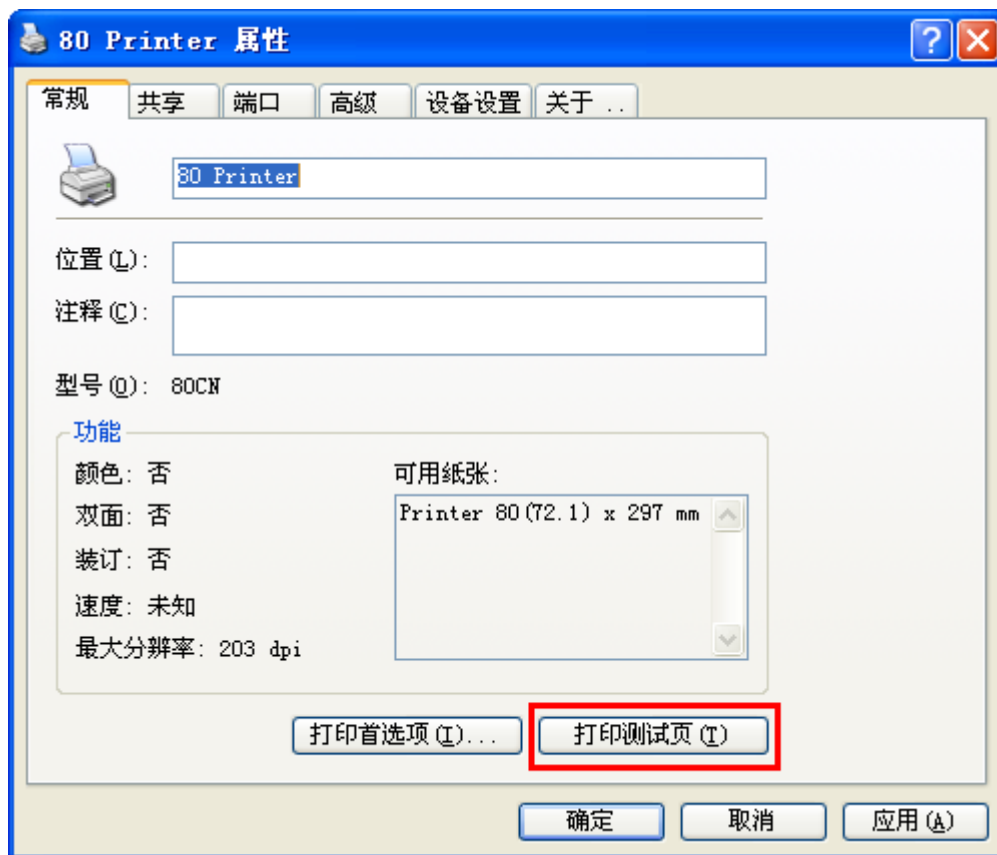 80 Printer 属性
常规 共享 端口 高级 设备设置 关于 ..
80 Printer
位置(L):
注释(C):
型号(O): 80CN
功能
颜色: 否 可用纸张:
双面: 否 Printer 80(72.1) x 297 mm
装订: 否
速度: 未知
最大分辨率: 203 dpi
打印首选项(I)... 打印测试页(T)
确定 取消 应用(A)